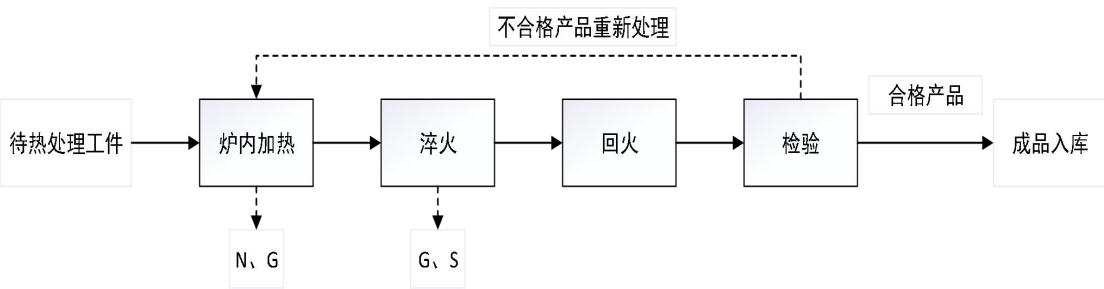 不合格产品重新处理
合格产品
待热处理工件
炉内加热
淬火
回火
检验
成品入库
N、G
G、S